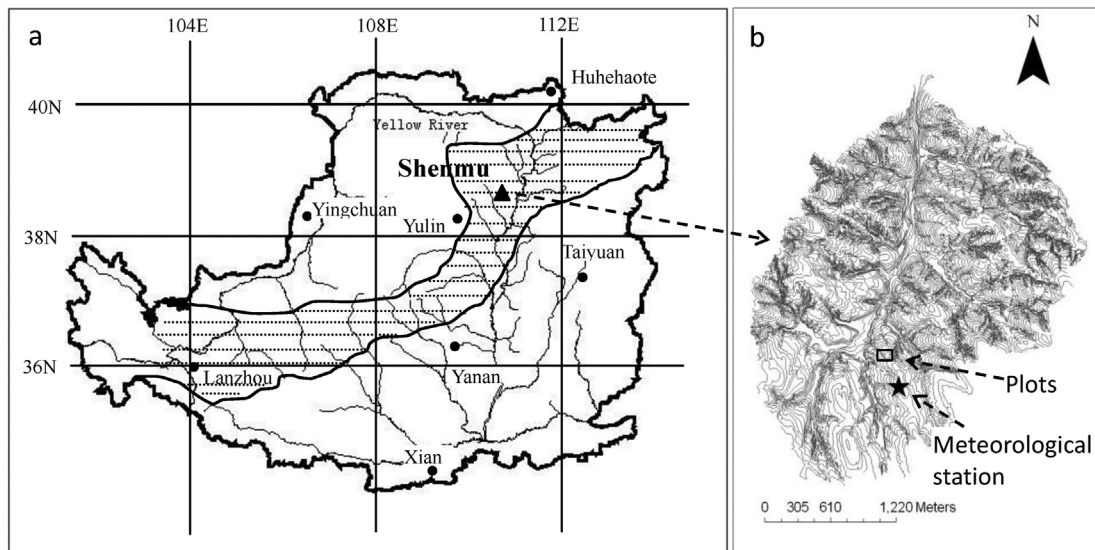 a
104E
108E
112E
Huhehaote
40N
Yellow River
Shenmu
Yingchuan
Yulin
38N
Taiyuan
36N
Lanzhou
Yanan
Xian
b
N
Plots
Meteorological
station
0 305 610 1,220 Meters